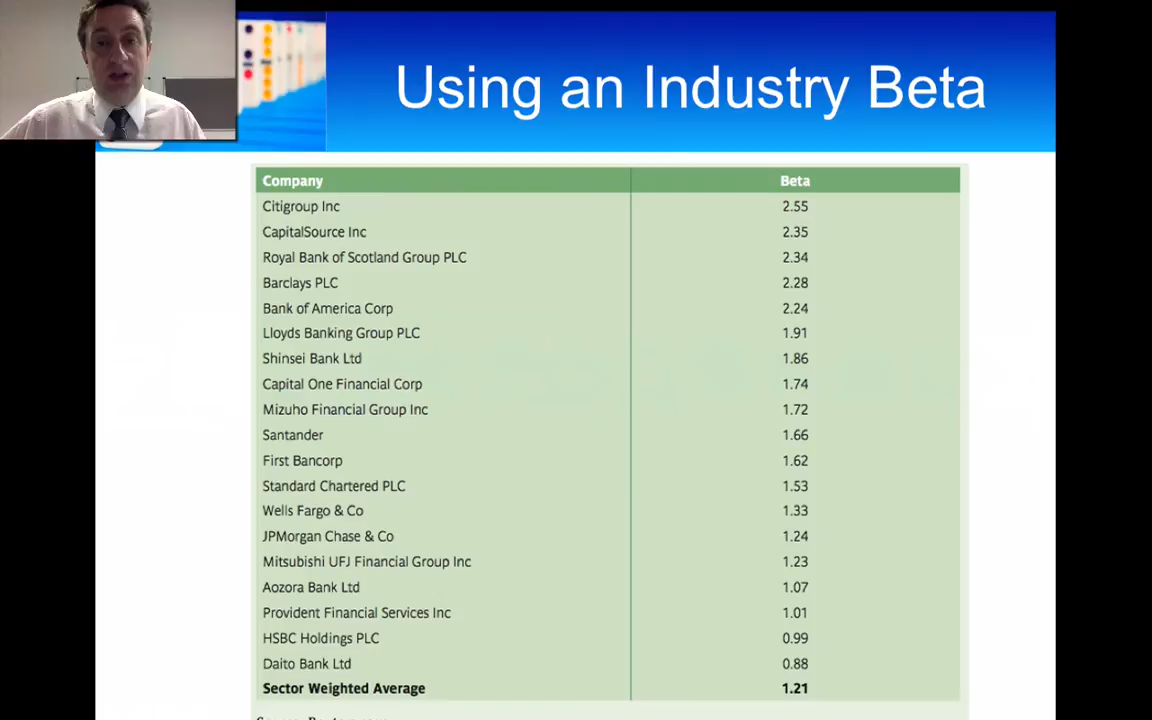 Using an Industry Beta
Company Beta
Citigroup Inc 2.55
CapitalSource Inc 2.35
Royal Bank of Scotland Group PLC 2.34
Barclays PLC 2.28
Bank of America Corp 2.24
Lloyds Banking Group PLC 1.91
Shinsei Bank Ltd 1.86
Capital One Financial Corp 1.74
Mizuho Financial Group Inc 1.72
Santander 1.66
First Bancorp 1.62
Standard Chartered PLC 1.53
Wells Fargo & Co 1.33
JPMorgan Chase & Co 1.24
Mitsubishi UFJ Financial Group Inc 1.23
Aozora Bank Ltd 1.07
Provident Financial Services Inc 1.01
HSBC Holdings PLC 0.99
Daito Bank Ltd 0.88
Sector Weighted Average 1.21